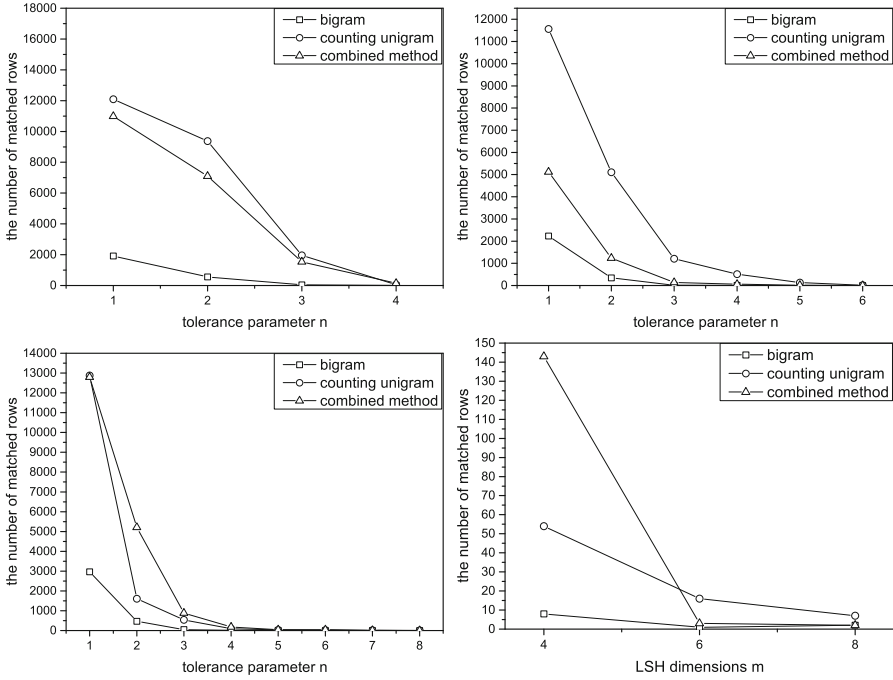 18000
16000
14000
12000
10000
8000
6000
4000
2000
0
the number of matched rows
bigram
counting unigram
combined method
1 2 3 4
tolerance parameter n
12000
11000
10000
9000
8000
7000
6000
5000
4000
3000
2000
1000
0
the number of matched rows
bigram
counting unigram
combined method
1 2 3 4 5 6
tolerance parameter n
14000
13000
12000
11000
10000
9000
8000
7000
6000
5000
4000
3000
2000
1000
0
the number of matched rows
bigram
counting unigram
combined method
1 2 3 4 5 6 7 8
tolerance parameter n
150
140
130
120
110
100
90
80
70
60
50
40
30
20
10
0
the number of matched rows
bigram
counting unigram
combined method
4 6 8
LSH dimensions m